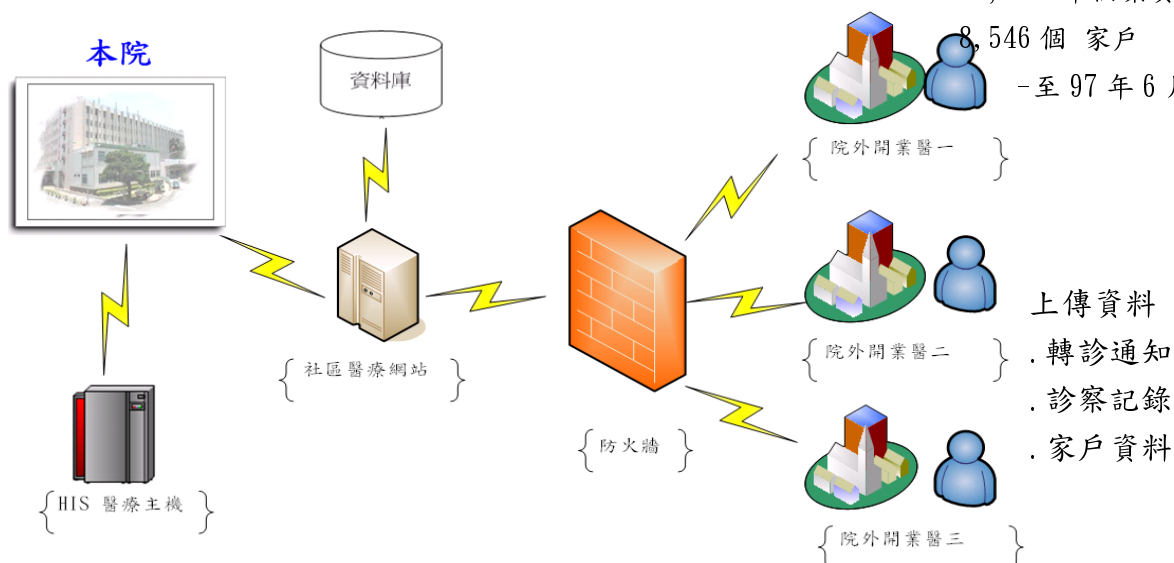 本院
資料庫
8,546 個 家戶
-至 97 年 6
{ 院外開業醫一 }
{ 社區醫療網站 }
{ 院外開業醫二 }
上傳資料
.轉診通知
.診察記錄
.家戶資料
{ 防火牆 }
{ HIS 醫療主機 }
{ 院外開業醫三 }